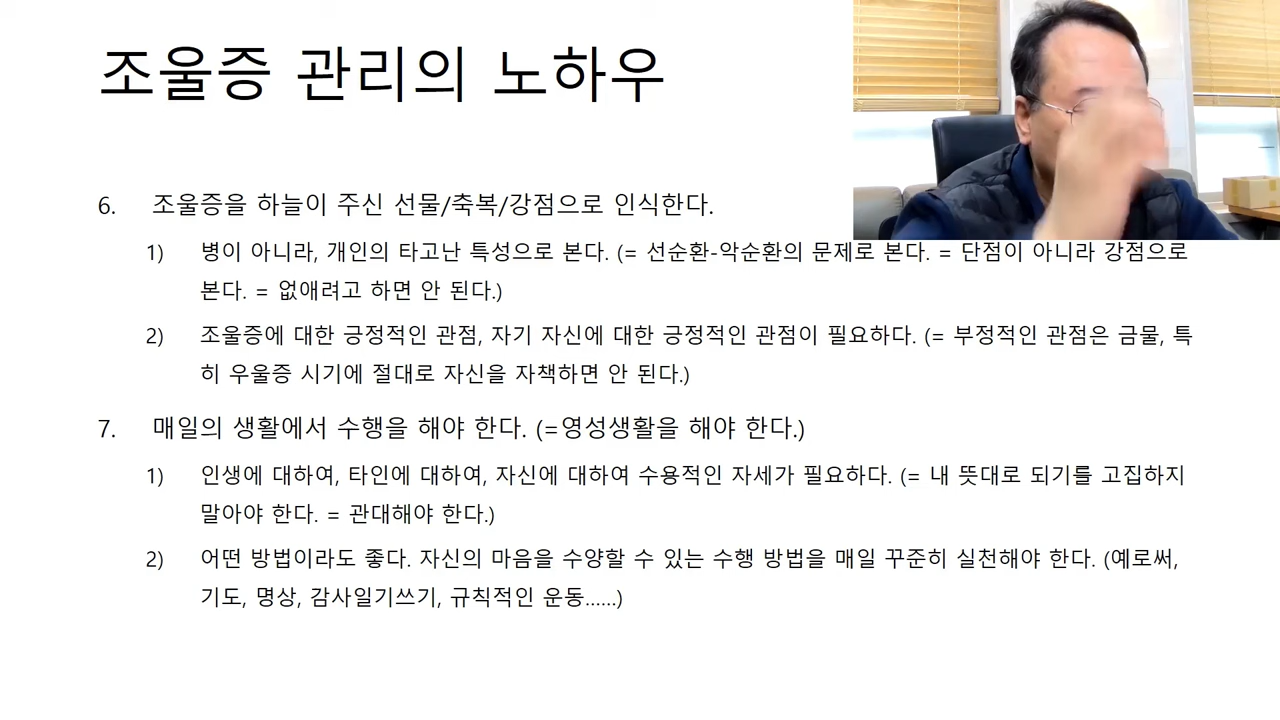 조울증 관리의 노하우
6. 조울증을 하늘이 주신 선물/축복/강점으로 인식한다.
1) 병이 아니라, 개인의 타고난 특성으로 본다. (= 선순환-악순환의 문제로 본다. = 단점이 아니라 강점으로
본다. = 없애려고 하면 안 된다.)
2) 조울증에 대한 긍정적인 관점, 자기 자신에 대한 긍정적인 관점이 필요하다. (= 부정적인 관점은 금물, 특
히 우울증 시기에 절대로 자신을 자책하면 안 된다.)
7. 매일의 생활에서 수행을 해야 한다. (=영성생활을 해야 한다.)
1) 인생에 대하여, 타인에 대하여, 자신에 대하여 수용적인 자세가 필요하다. (= 내 뜻대로 되기를 고집하지
말아야 한다. = 관대해야 한다.)
2) 어떤 방법이라도 좋다. 자신의 마음을 수양할 수 있는 수행 방법을 매일 꾸준히 실천해야 한다. (예로써,
기도, 명상, 감사일기쓰기, 규칙적인 운동......)